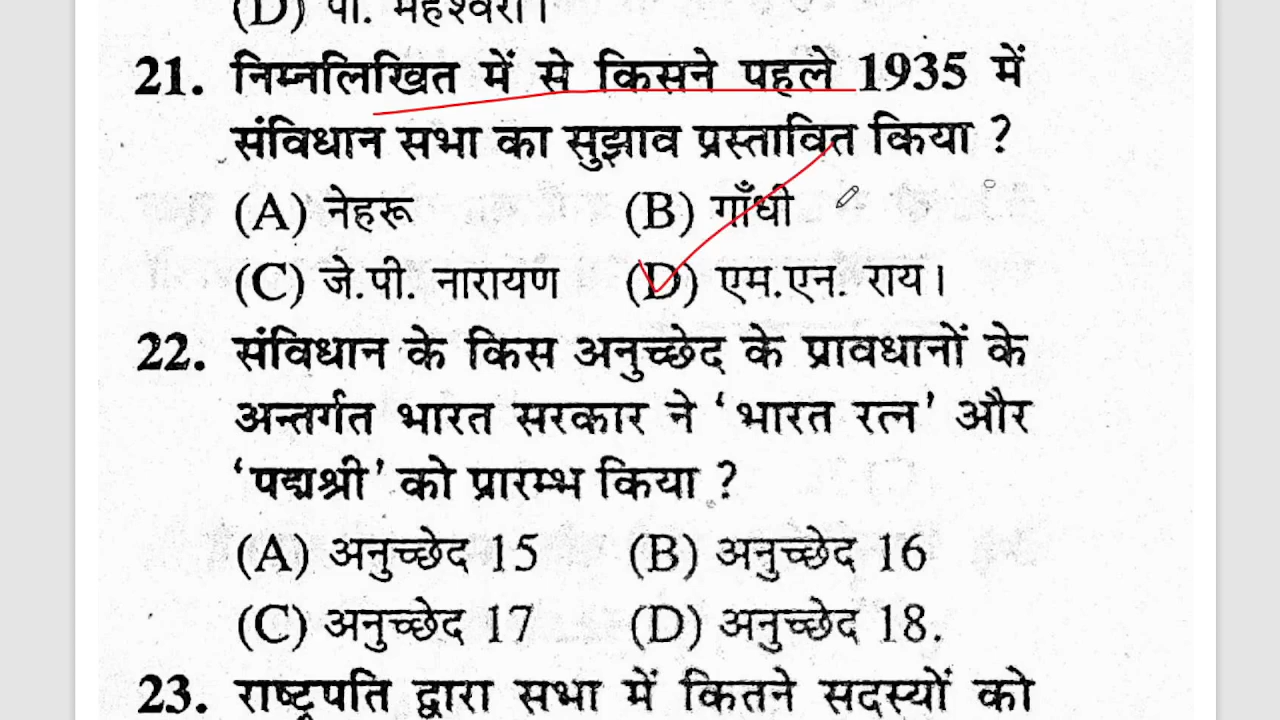 (D) पी. महेश्वरी।
21. निम्नलिखित में से किसने पहले 1935 में
संविधान सभा का सुझाव प्रस्तावित किया ?
(A) नेहरू (B) गाँधी
(C) जे.पी. नारायण (D) एम.एन. राय।
22. संविधान के किस अनुच्छेद के प्रावधानों के
अन्तर्गत भारत सरकार ने ‘भारत रत्न’ और
‘पद्मश्री’ को प्रारम्भ किया ?
(A) अनुच्छेद 15 (B) अनुच्छेद 16
(C) अनुच्छेद 17 (D) अनुच्छेद 18.
23. राष्ट्रपति द्वारा सभा में कितने सदस्यों को